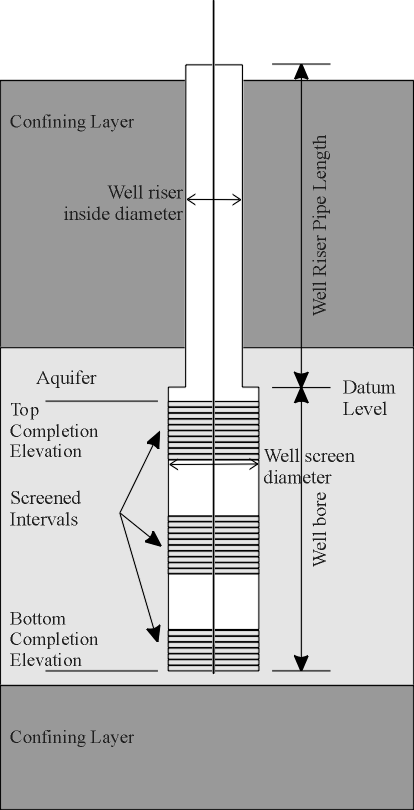 Confining Layer
Well riser
inside diameter
Well Riser Pipe Length
Aquifer
Datum
Level
Top
Completion
Elevation
Well screen
diameter
Screened
Intervals
Well bore
Bottom
Completion
Elevation
Confining Layer